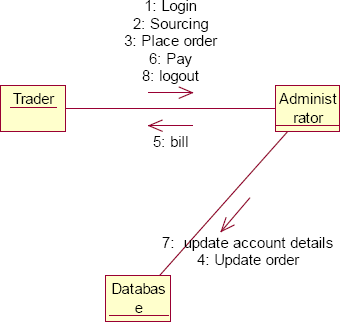 1: Login
2: Sourcing
3: Place order
6: Pay
8: logout
Trader
Administ
rator
5: bill
7:  update account details
4: Update order
Databas
e